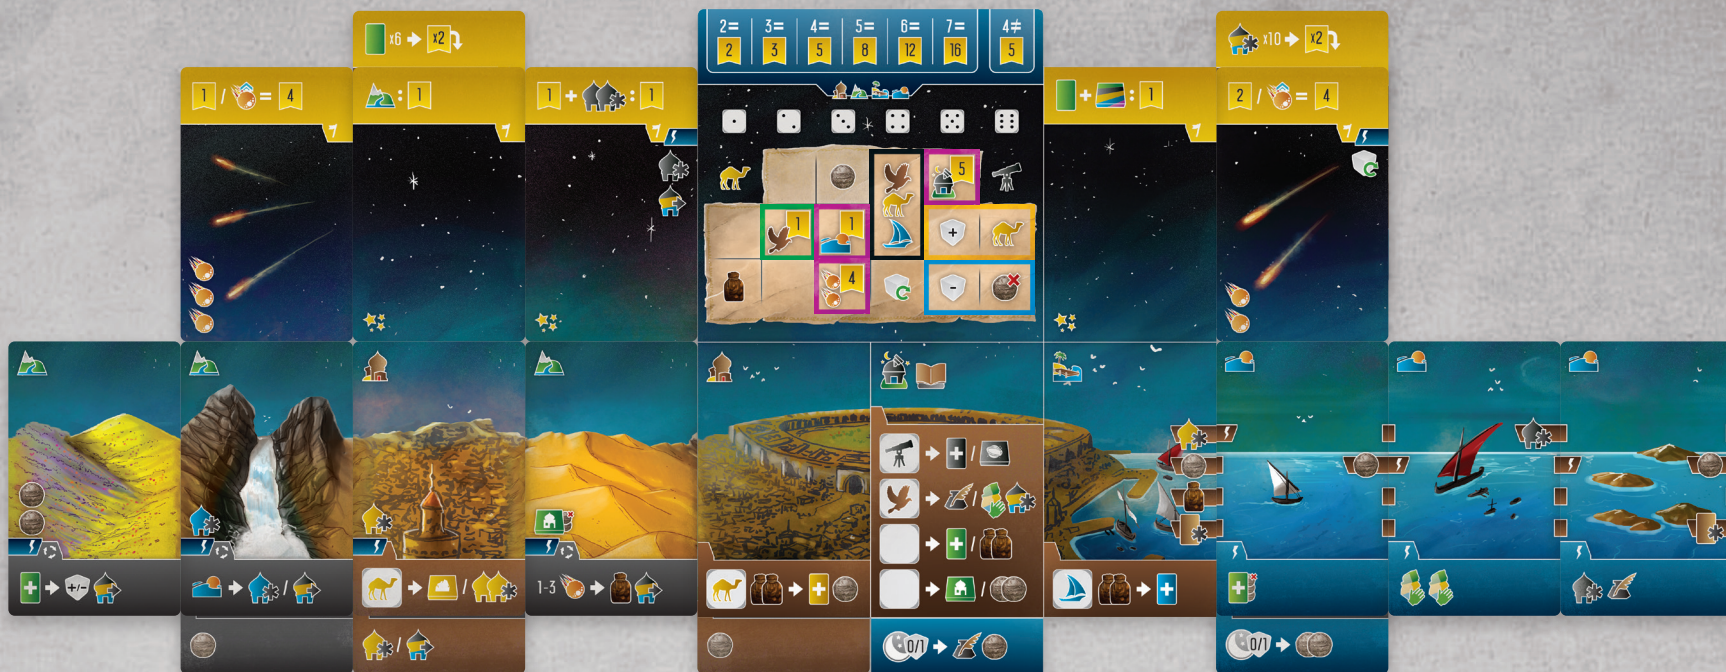 x6 x2
2= 3= 4= 5= 6= 7= 4≠
2 3 5 8 12 16 5
x10 x2
1 / = 4
: 1
1 + : 1
+ : 1
2 / = 4
5
1 1
+
4
-
+ +/-
/
/
1-3
+
+ /
/
+ /
/
+
+
/
0/1
0/1